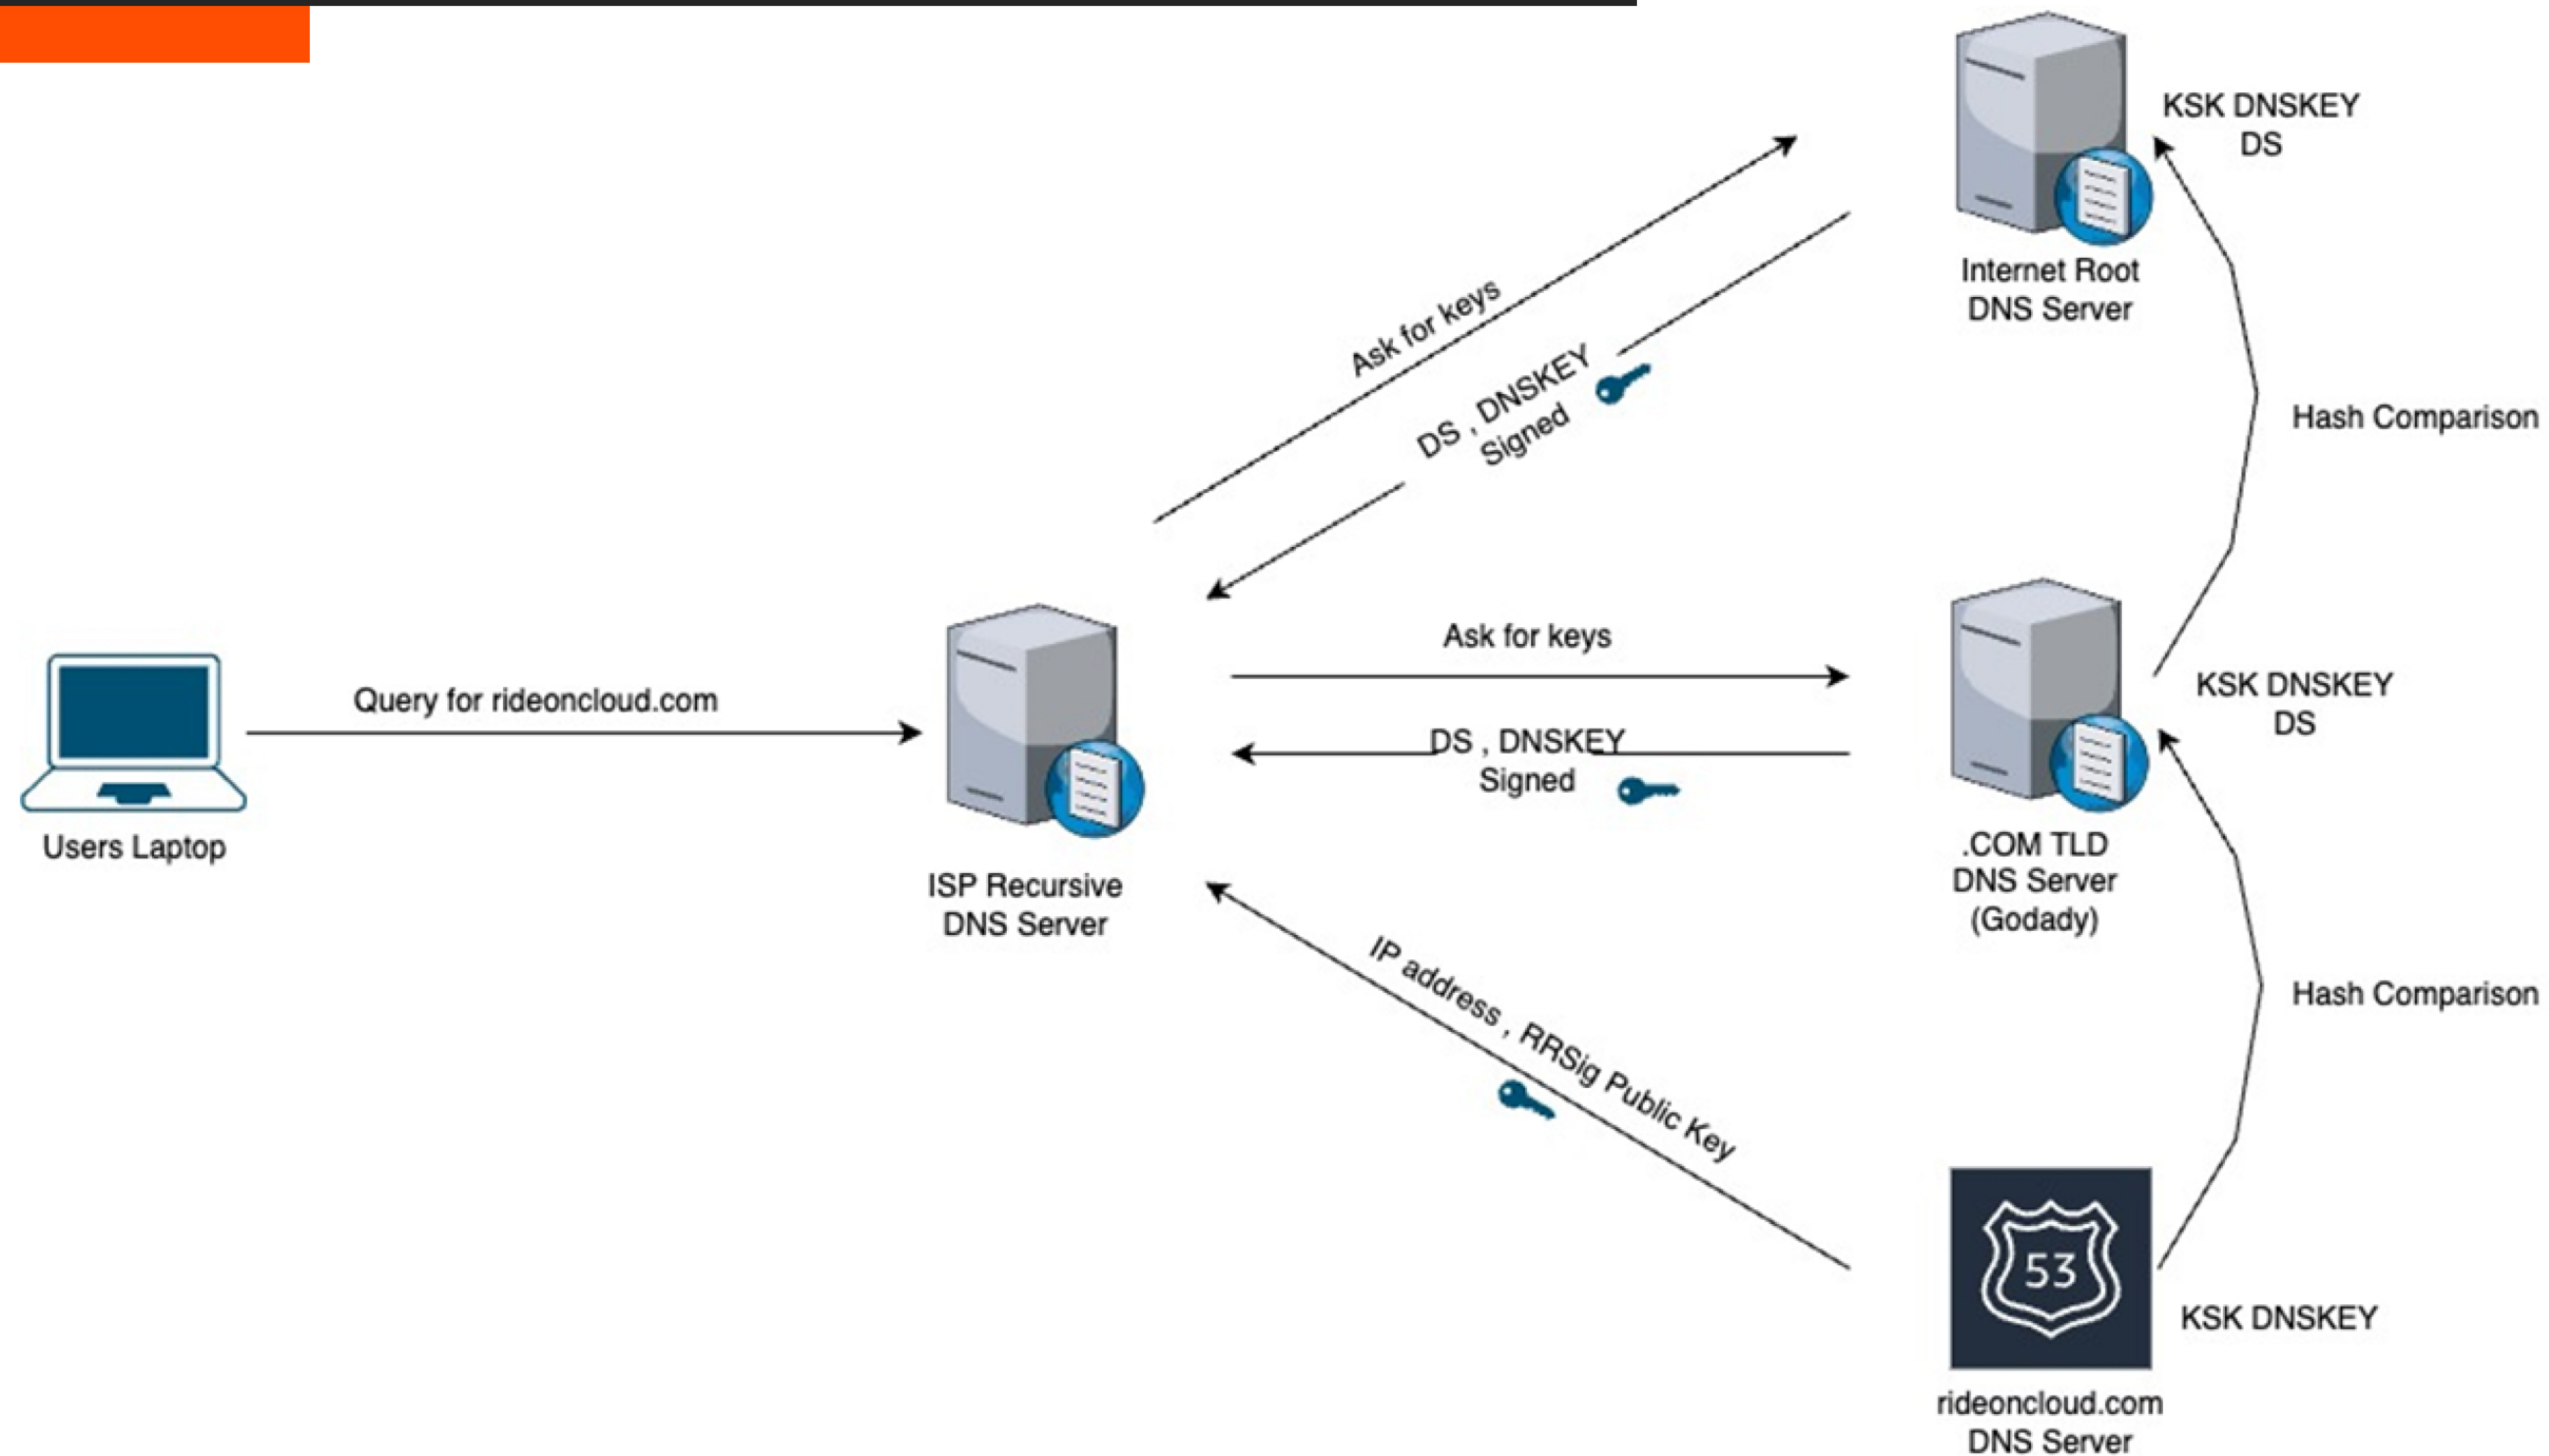 KSK DNSKEY
DS
Internet Root
DNS Server
Ask for keys
DS , DNSKEY
Signed
Hash Comparison
Ask for keys
DS , DNSKEY
Signed
KSK DNSKEY
DS
Query for rideoncloud.com
Users Laptop
ISP Recursive
DNS Server
.COM TLD
DNS Server
(Godady)
IP address , RRSig Public Key
Hash Comparison
53
KSK DNSKEY
rideoncloud.com
DNS Server